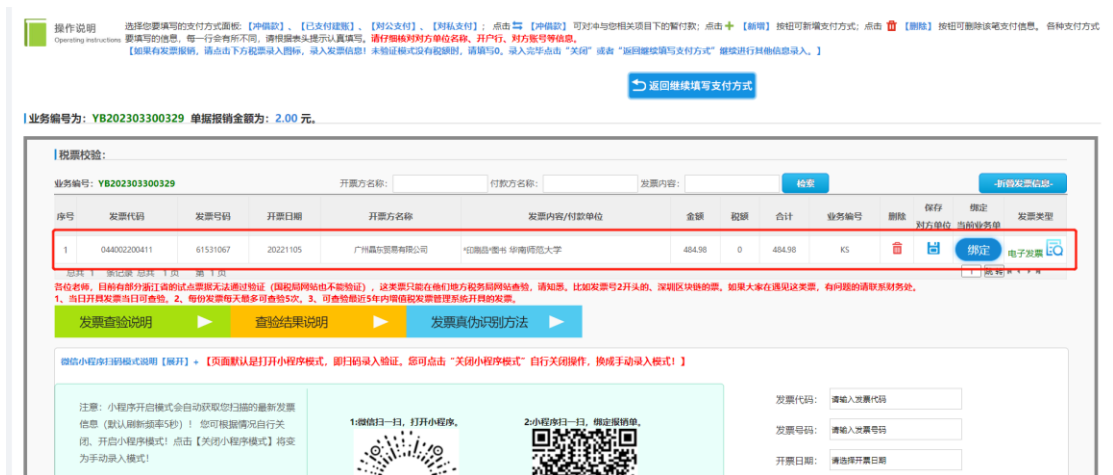 操作说明 选择您要填写的支付方式面板:【冲借款】、【已支付建账】、【对公支付】、【对私支付】;点击 【冲借款】可对冲与您相关项目下的暂付款;点击 【新增】按钮可新增支付方式;点击 【删除】按钮可删除该笔支付信息。各种支付方式
Operating instructions 要填写的信息,每一行会有所不同,请根据表头提示认真填写。请仔细核对对方单位名称、开户行、对方账号等信息。
【如果有发票报销,请点击下方税票录入图标,录入发票信息!未验证模式没有税额时,请填写0。录入完毕点击“关闭”或者“返回继续填写支付方式”继续进行其他信息录入。】
返回继续填写支付方式
业务编号为:YB202303300329 单据报销金额为:2.00 元。
税票校验:
业务编号:YB202303300329 开票方名称: 付款方名称: 发票内容: 检索 -折叠发票信息-
序号 发票代码 发票号码 开票日期 开票方名称 发票内容/付款单位 金额 税额 合计 业务编号 删除 保存对方单位 绑定当前业务单 发票类型
1 044002200411 61531067 20221105 广州晶东贸易有限公司 *印刷品*图书 华南师范大学 484.98 0 484.98 KS 绑定 电子发票
总共 1 条记录 总共 1 页 第 1 页 1 跳转
各位老师,目前有部分浙江省的试点票据无法通过验证(国税局网站也不能验证),这类票只能在他们地方税务局网站查验,请知悉。比如发票号2开头的、深圳区块链的票。如果大家在遇见这类票,有问题的请联系财务处。
1、当日开具发票当日可查验。2、每份发票每天最多可查验5次。3、可查验最近5年内增值税发票管理系统开具的发票。
发票查验说明 查验结果说明 发票真伪识别方法
微信小程序扫码模式说明【展开】+【页面默认是打开小程序模式,即扫码录入验证。您可点击“关闭小程序模式”自行关闭操作,换成手动录入模式!】
注意:小程序开启模式会自动获取您扫描的最新发票
信息(默认刷新频率5秒)!您可根据情况自行关
闭、开启小程序模式!点击【关闭小程序模式】将变
为手动录入模式!
1:微信扫一扫,打开小程序。 2:小程序扫一扫,绑定报销单。
发票代码: 请输入发票代码
发票号码: 请输入发票号码
开票日期: 请选择开票日期